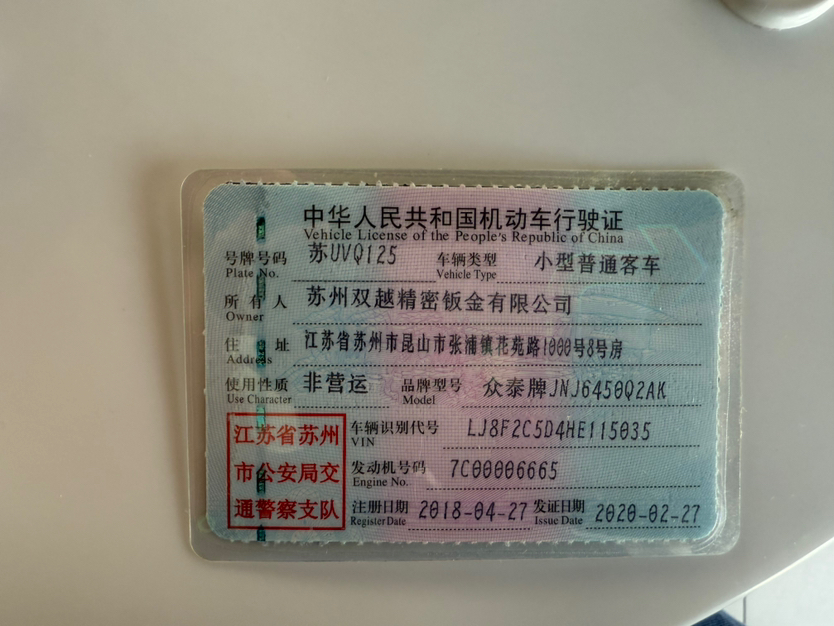 中华人民共和国机动车行驶证
Vehicle License of the People's Republic of China
号牌号码 苏UVQ125 车辆类型 小型普通客车
Plate No. Vehicle Type
所有人 苏州双越精密钣金有限公司
Owner
住址 江苏省苏州市昆山市张浦镇花苑路1000号8号房
Address
使用性质 非营运 品牌型号 众泰牌JNJ6450Q2AK
Use Character Model
江苏省苏州
市公安局交
通警察支队
车辆识别代号 LJ8F2C5D4HE115035
VIN
发动机号码 7C00006665
Engine No.
注册日期 2018-04-27 发证日期 2020-02-27
Register Date Issue Date